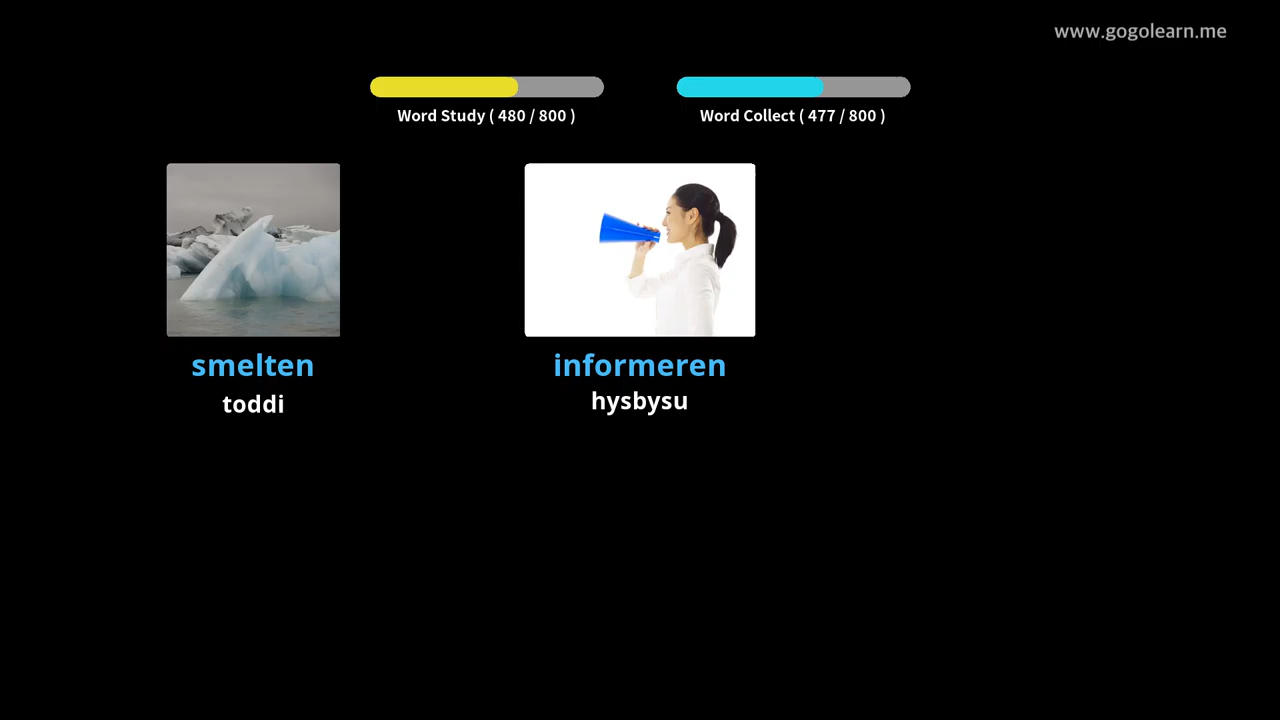 www.gogolearn.me
Word Study ( 480 / 800 )
Word Collect ( 477 / 800 )
smelten
toddi
informeren
hysbysu